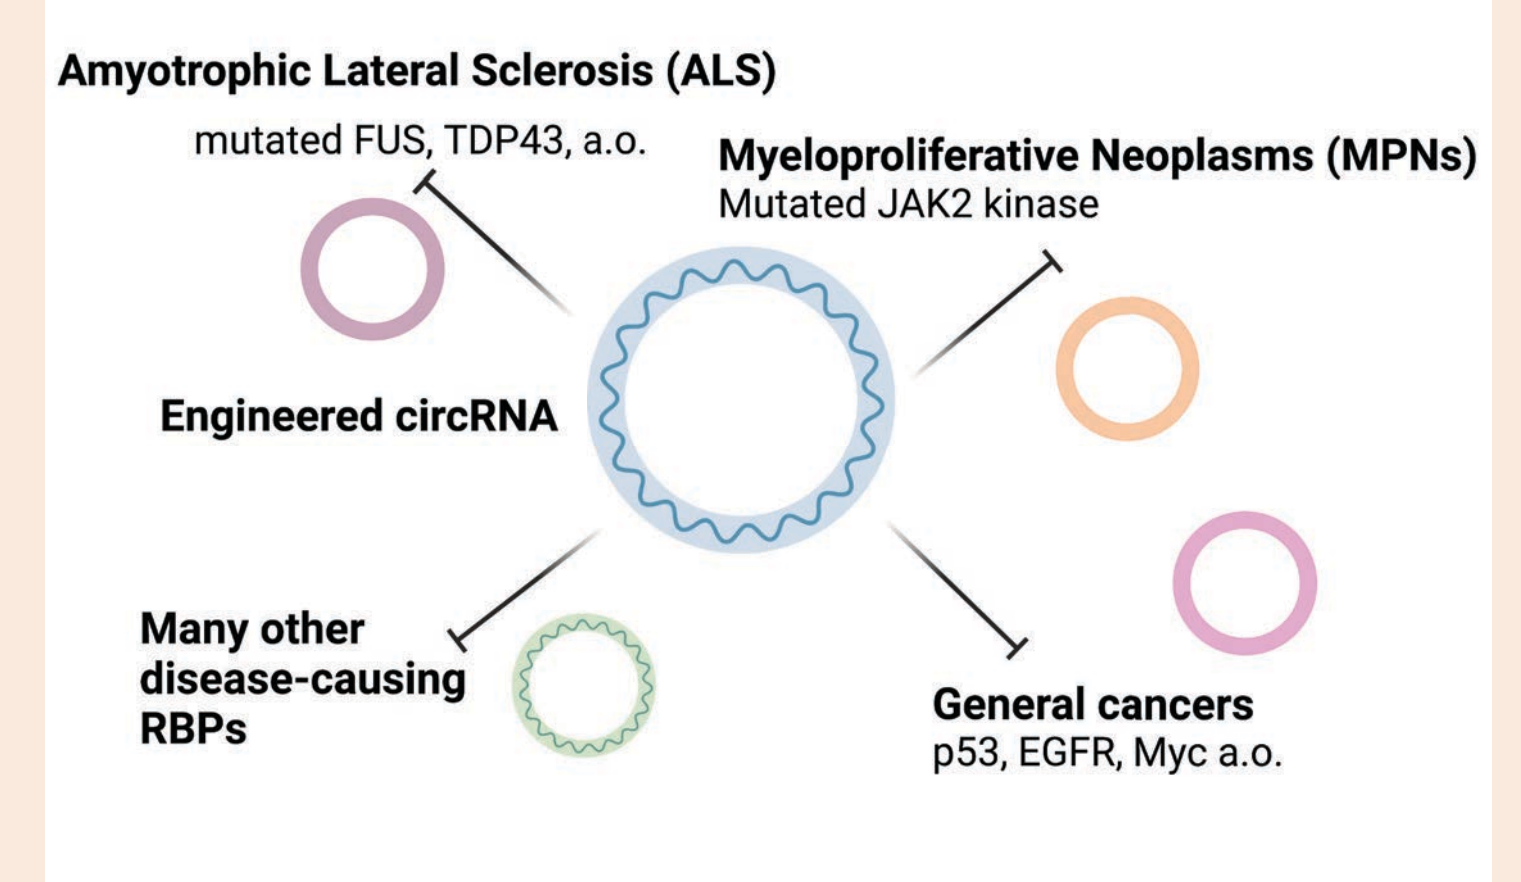 Amyotrophic Lateral Sclerosis (ALS)
mutated FUS, TDP43, a.o.
Myeloproliferative Neoplasms (MPNs)
Mutated JAK2 kinase
Engineered circRNA
Many other
disease-causing
RBPs
General cancers
p53, EGFR, Myc a.o.